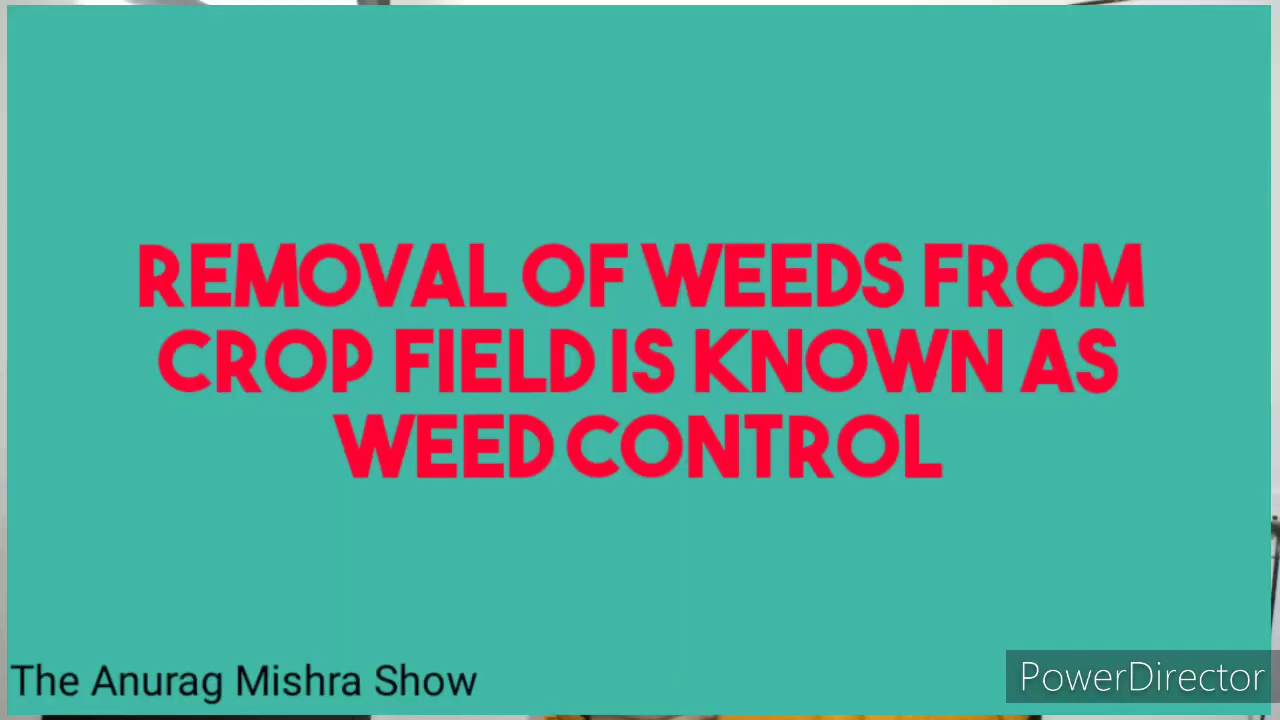 REMOVAL OF WEEDS FROM
CROP FIELD IS KNOWN AS
WEED CONTROL
The Anurag Mishra Show
PowerDirector